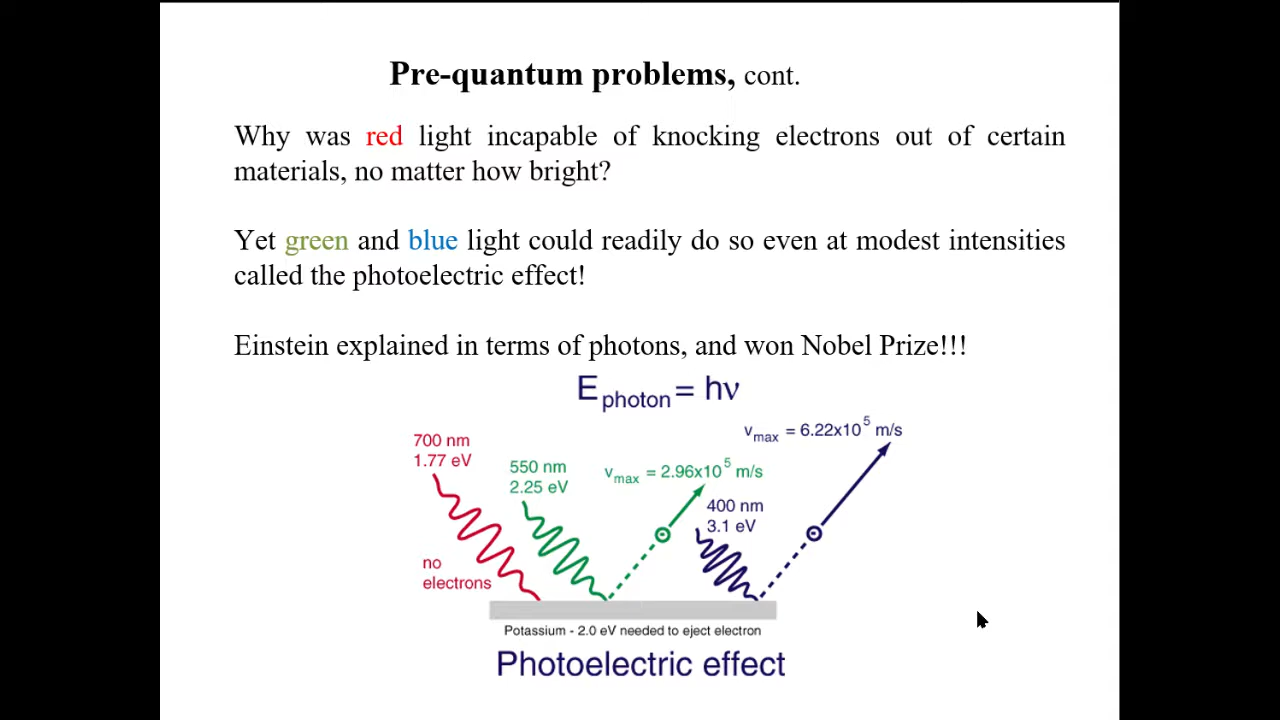 Pre-quantum problems, cont.
Why was red light incapable of knocking electrons out of certain
materials, no matter how bright?
Yet green and blue light could readily do so even at modest intensities
called the photoelectric effect!
Einstein explained in terms of photons, and won Nobel Prize!!!
E photon = hν
700 nm
1.77 eV
550 nm
2.25 eV
vmax = 2.96x10^5 m/s
vmax = 6.22x10^5 m/s
400 nm
3.1 eV
no
electrons
Potassium - 2.0 eV needed to eject electron
Photoelectric effect